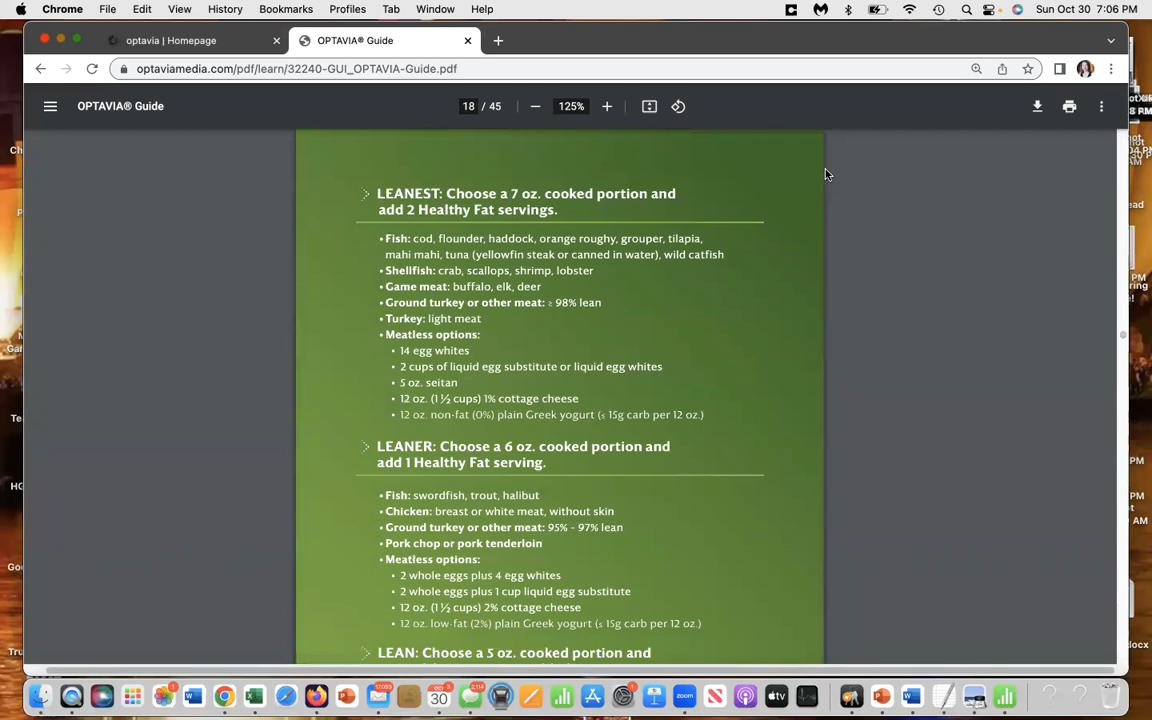 Chrome File Edit View History Bookmarks Profiles Tab Window Help Sun Oct 30 7:06 PM
optavia | Homepage OPTAVIA® Guide
optaviamedia.com/pdf/learn/32240-GUI_OPTAVIA-Guide.pdf
OPTAVIA® Guide 18 / 45 125%
LEANEST: Choose a 7 oz. cooked portion and
add 2 Healthy Fat servings.
• Fish: cod, flounder, haddock, orange roughy, grouper, tilapia,
mahi mahi, tuna (yellowfin steak or canned in water), wild catfish
• Shellfish: crab, scallops, shrimp, lobster
• Game meat: buffalo, elk, deer
• Ground turkey or other meat: ≥ 98% lean
• Turkey: light meat
• Meatless options:
• 14 egg whites
• 2 cups of liquid egg substitute or liquid egg whites
• 5 oz. seitan
• 12 oz. (1 ½ cups) 1% cottage cheese
• 12 oz. non-fat (0%) plain Greek yogurt (≤ 15g carb per 12 oz.)
LEANER: Choose a 6 oz. cooked portion and
add 1 Healthy Fat serving.
• Fish: swordfish, trout, halibut
• Chicken: breast or white meat, without skin
• Ground turkey or other meat: 95% - 97% lean
• Pork chop or pork tenderloin
• Meatless options:
• 2 whole eggs plus 4 egg whites
• 2 whole eggs plus 1 cup liquid egg substitute
• 12 oz. (1 ½ cups) 2% cottage cheese
• 12 oz. low-fat (2%) plain Greek yogurt (≤ 15g carb per 12 oz.)
LEAN: Choose a 5 oz. cooked portion and
zoom
tv